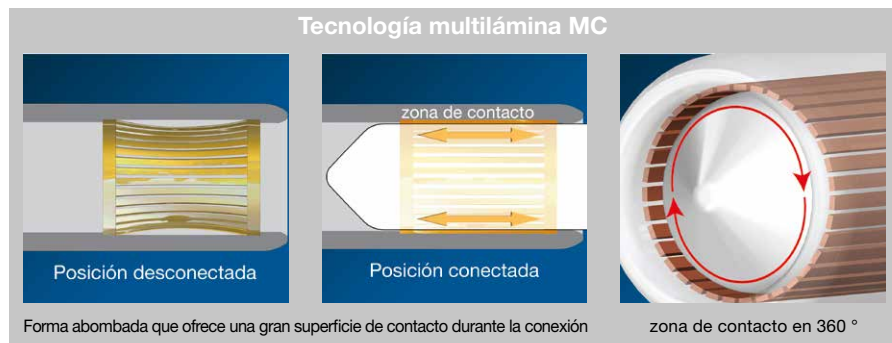 Tecnología multilámina MC
zona de contacto
Posición desconectada
Posición conectada
Forma abombada que ofrece una gran superficie de contacto durante la conexión
zona de contacto en 360 °